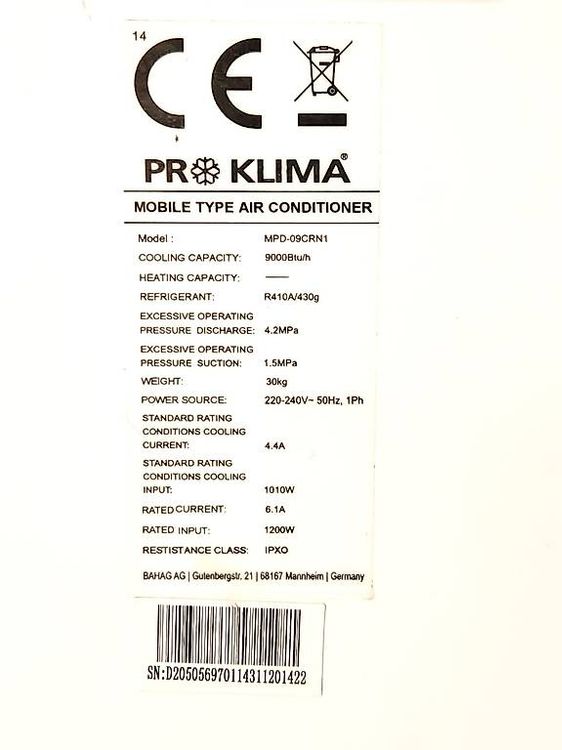 14
CE
PRO KLIMA®
MOBILE TYPE AIR CONDITIONER
Model : MPD-09CRN1
COOLING CAPACITY: 9000Btu/h
HEATING CAPACITY: ——
REFRIGERANT: R410A/430g
EXCESSIVE OPERATING
PRESSURE DISCHARGE: 4.2MPa
EXCESSIVE OPERATING
PRESSURE SUCTION: 1.5MPa
WEIGHT: 30kg
POWER SOURCE: 220-240V~ 50Hz, 1Ph
STANDARD RATING
CONDITIONS COOLING
CURRENT: 4.4A
STANDARD RATING
CONDITIONS COOLING
INPUT: 1010W
RATED CURRENT: 6.1A
RATED INPUT: 1200W
RESTISTANCE CLASS: IPXO
BAHAG AG | Gutenbergstr. 21 | 68167 Mannheim | Germany
SN:D205056970114311201422